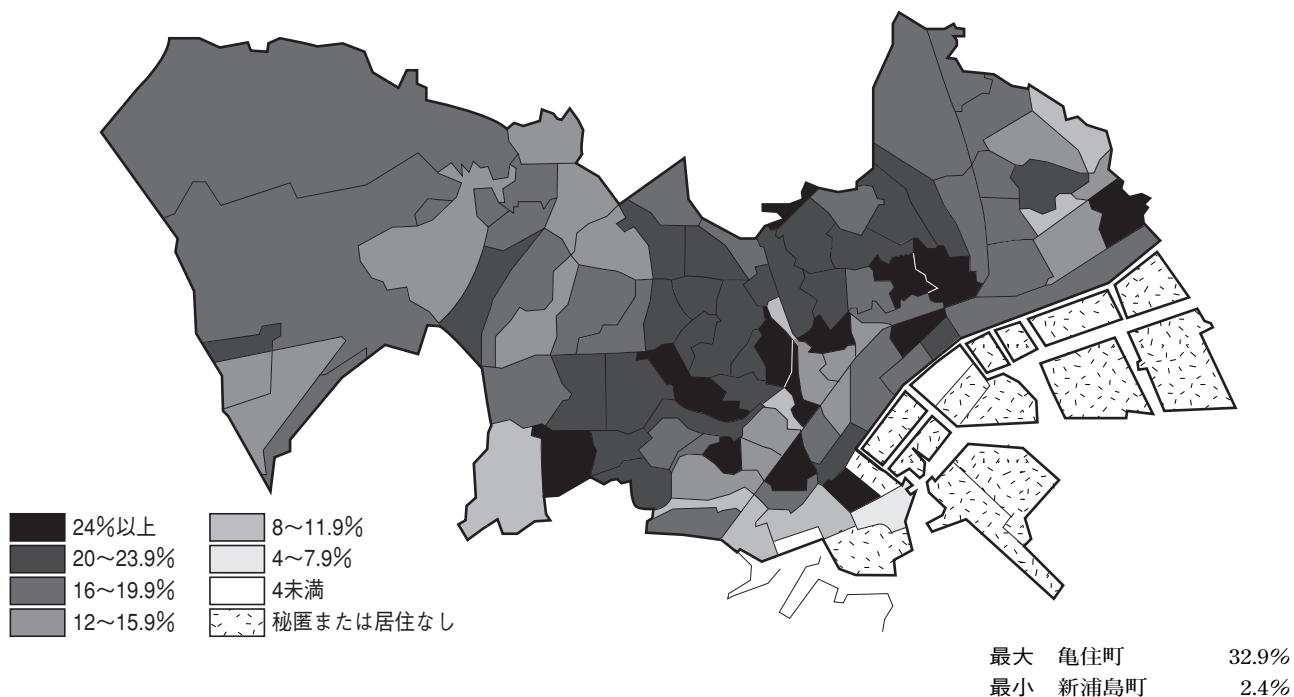 24%以上
20〜23.9%
16〜19.9%
12〜15.9%
8〜11.9%
4〜7.9%
4未満
秘匿または居住なし
最大 亀住町 32.9%
最小 新浦島町 2.4%